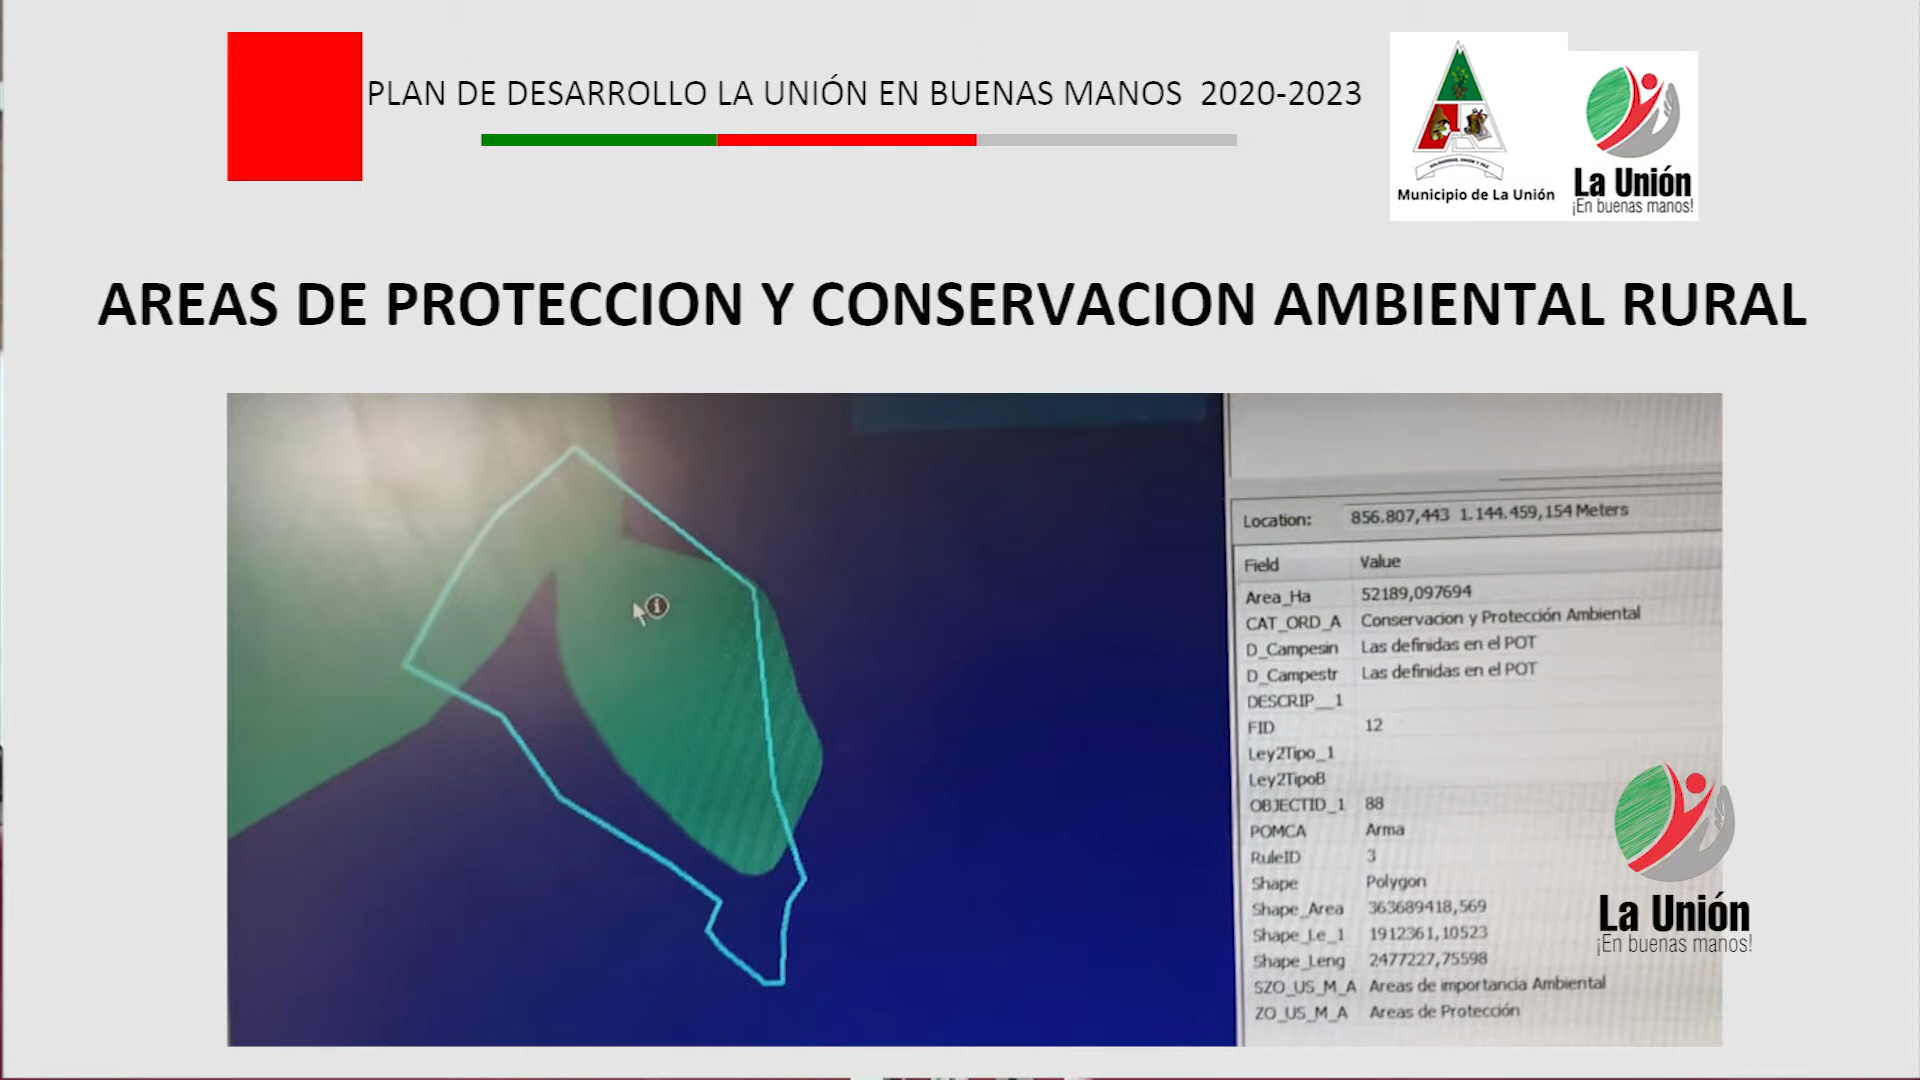 PLAN DE DESARROLLO LA UNIÓN EN BUENAS MANOS 2020-2023
Municipio de La Unión
La Unión
¡En buenas manos!
AREAS DE PROTECCION Y CONSERVACION AMBIENTAL RURAL
Location: 856.807,443 1.144.459,154 Meters
Field Value
Area_Ha 52189,097694
CAT_ORD_A Conservacion y Protección Ambiental
D_Campesin Las definidas en el POT
D_Campestr Las definidas en el POT
DESCRIP__1
FID 12
Ley2Tipo_1
Ley2TipoB
OBJECTID_1 88
POMCA Arma
RuleID 3
Shape Polygon
Shape_Area 363689418,569
Shape_Le_1 1912361,10523
Shape_Leng 2477227,75598
SZO_US_M_A Areas de importancia Ambiental
ZO_US_M_A Areas de Protección
La Unión
¡En buenas manos!